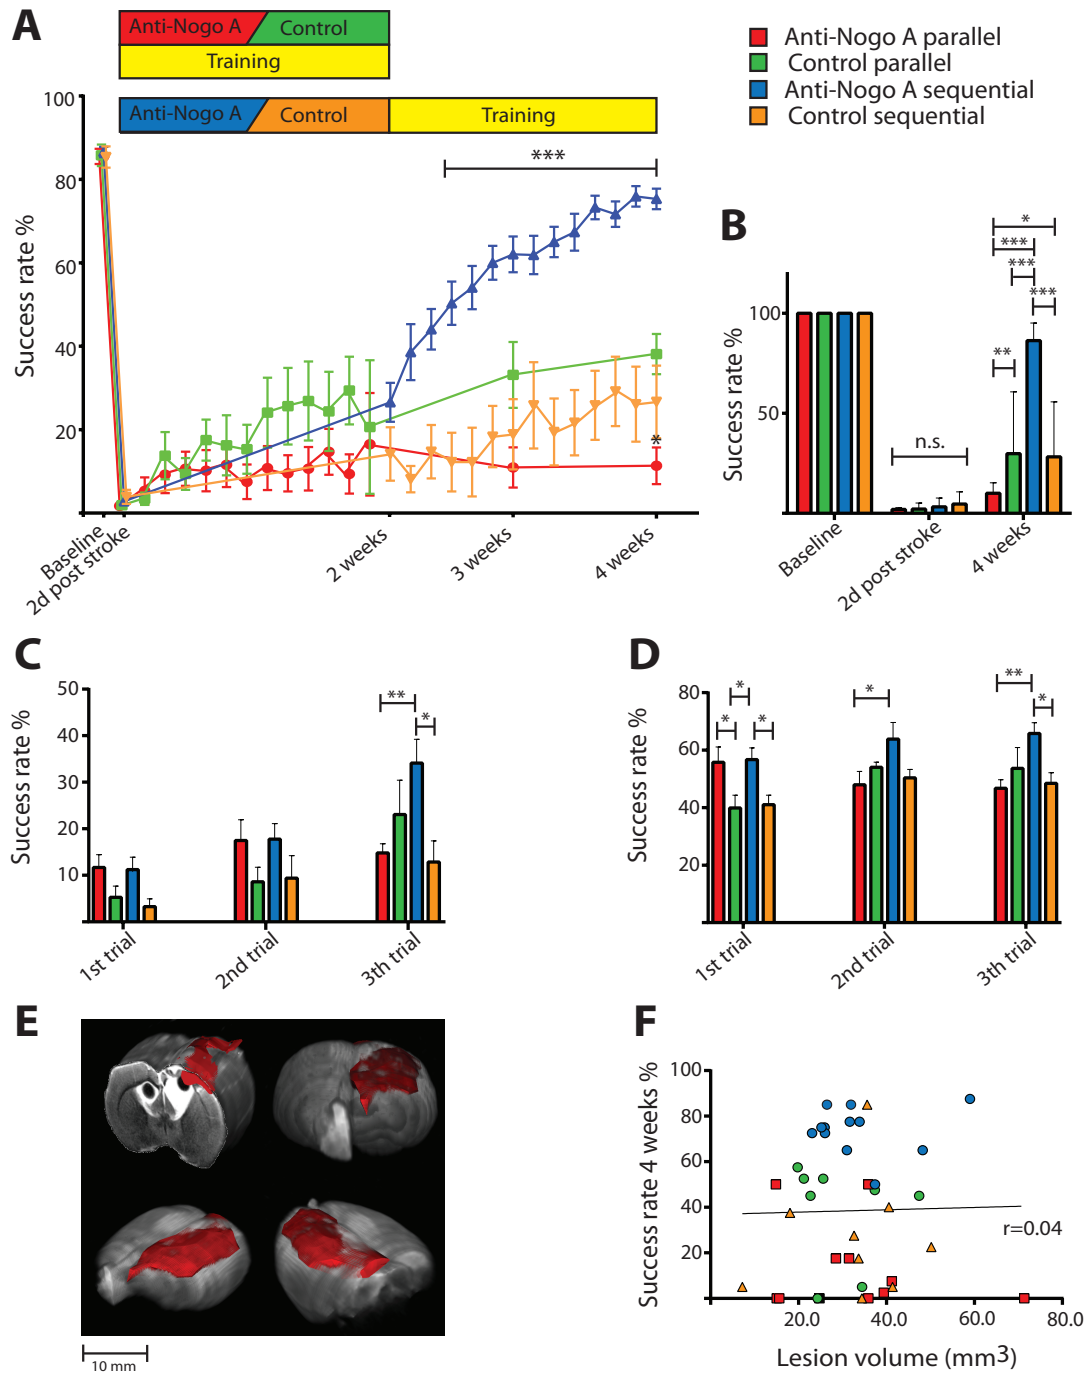 A
Anti-Nogo A
Control
Training
Anti-Nogo A
Control
Training
Anti-Nogo A parallel
Control parallel
Anti-Nogo A sequential
Control sequential
Success rate %
100
80
60
40
20
***
*
Baseline
2d post stroke
2 weeks
3 weeks
4 weeks
B
Success rate %
100
50
n.s.
*
***
***
***
**
Baseline
2d post stroke
4 weeks
C
Success rate %
50
40
30
20
10
**
*
1st trial
2nd trial
3th trial
D
Success rate %
80
60
40
20
*
*
*
*
**
*
1st trial
2nd trial
3th trial
E
10 mm
F
Success rate 4 weeks %
100
80
60
40
20
r=0.04
20.0
40.0
60.0
80.0
Lesion volume (mm3)